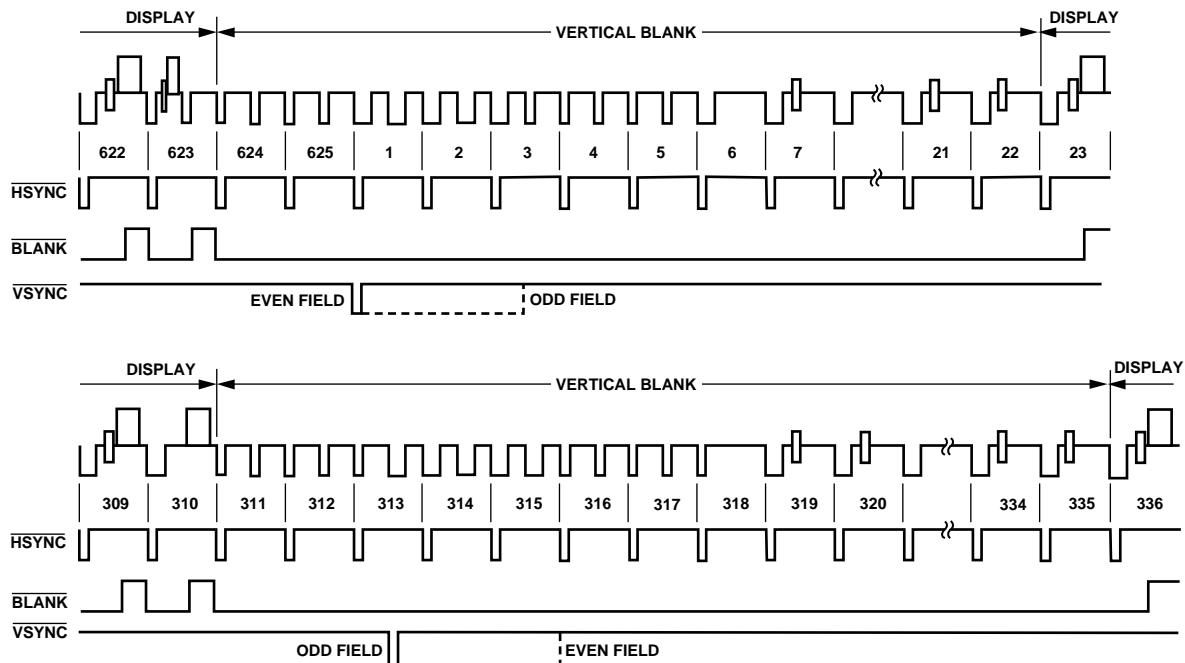 DISPLAY VERTICAL BLANK DISPLAY
622 623 624 625 1 2 3 4 5 6 7 21 22 23
HSYNC
BLANK
VSYNC
EVEN FIELD ODD FIELD
DISPLAY VERTICAL BLANK DISPLAY
309 310 311 312 313 314 315 316 317 318 319 320 334 335 336
HSYNC
BLANK
VSYNC
ODD FIELD EVEN FIELD